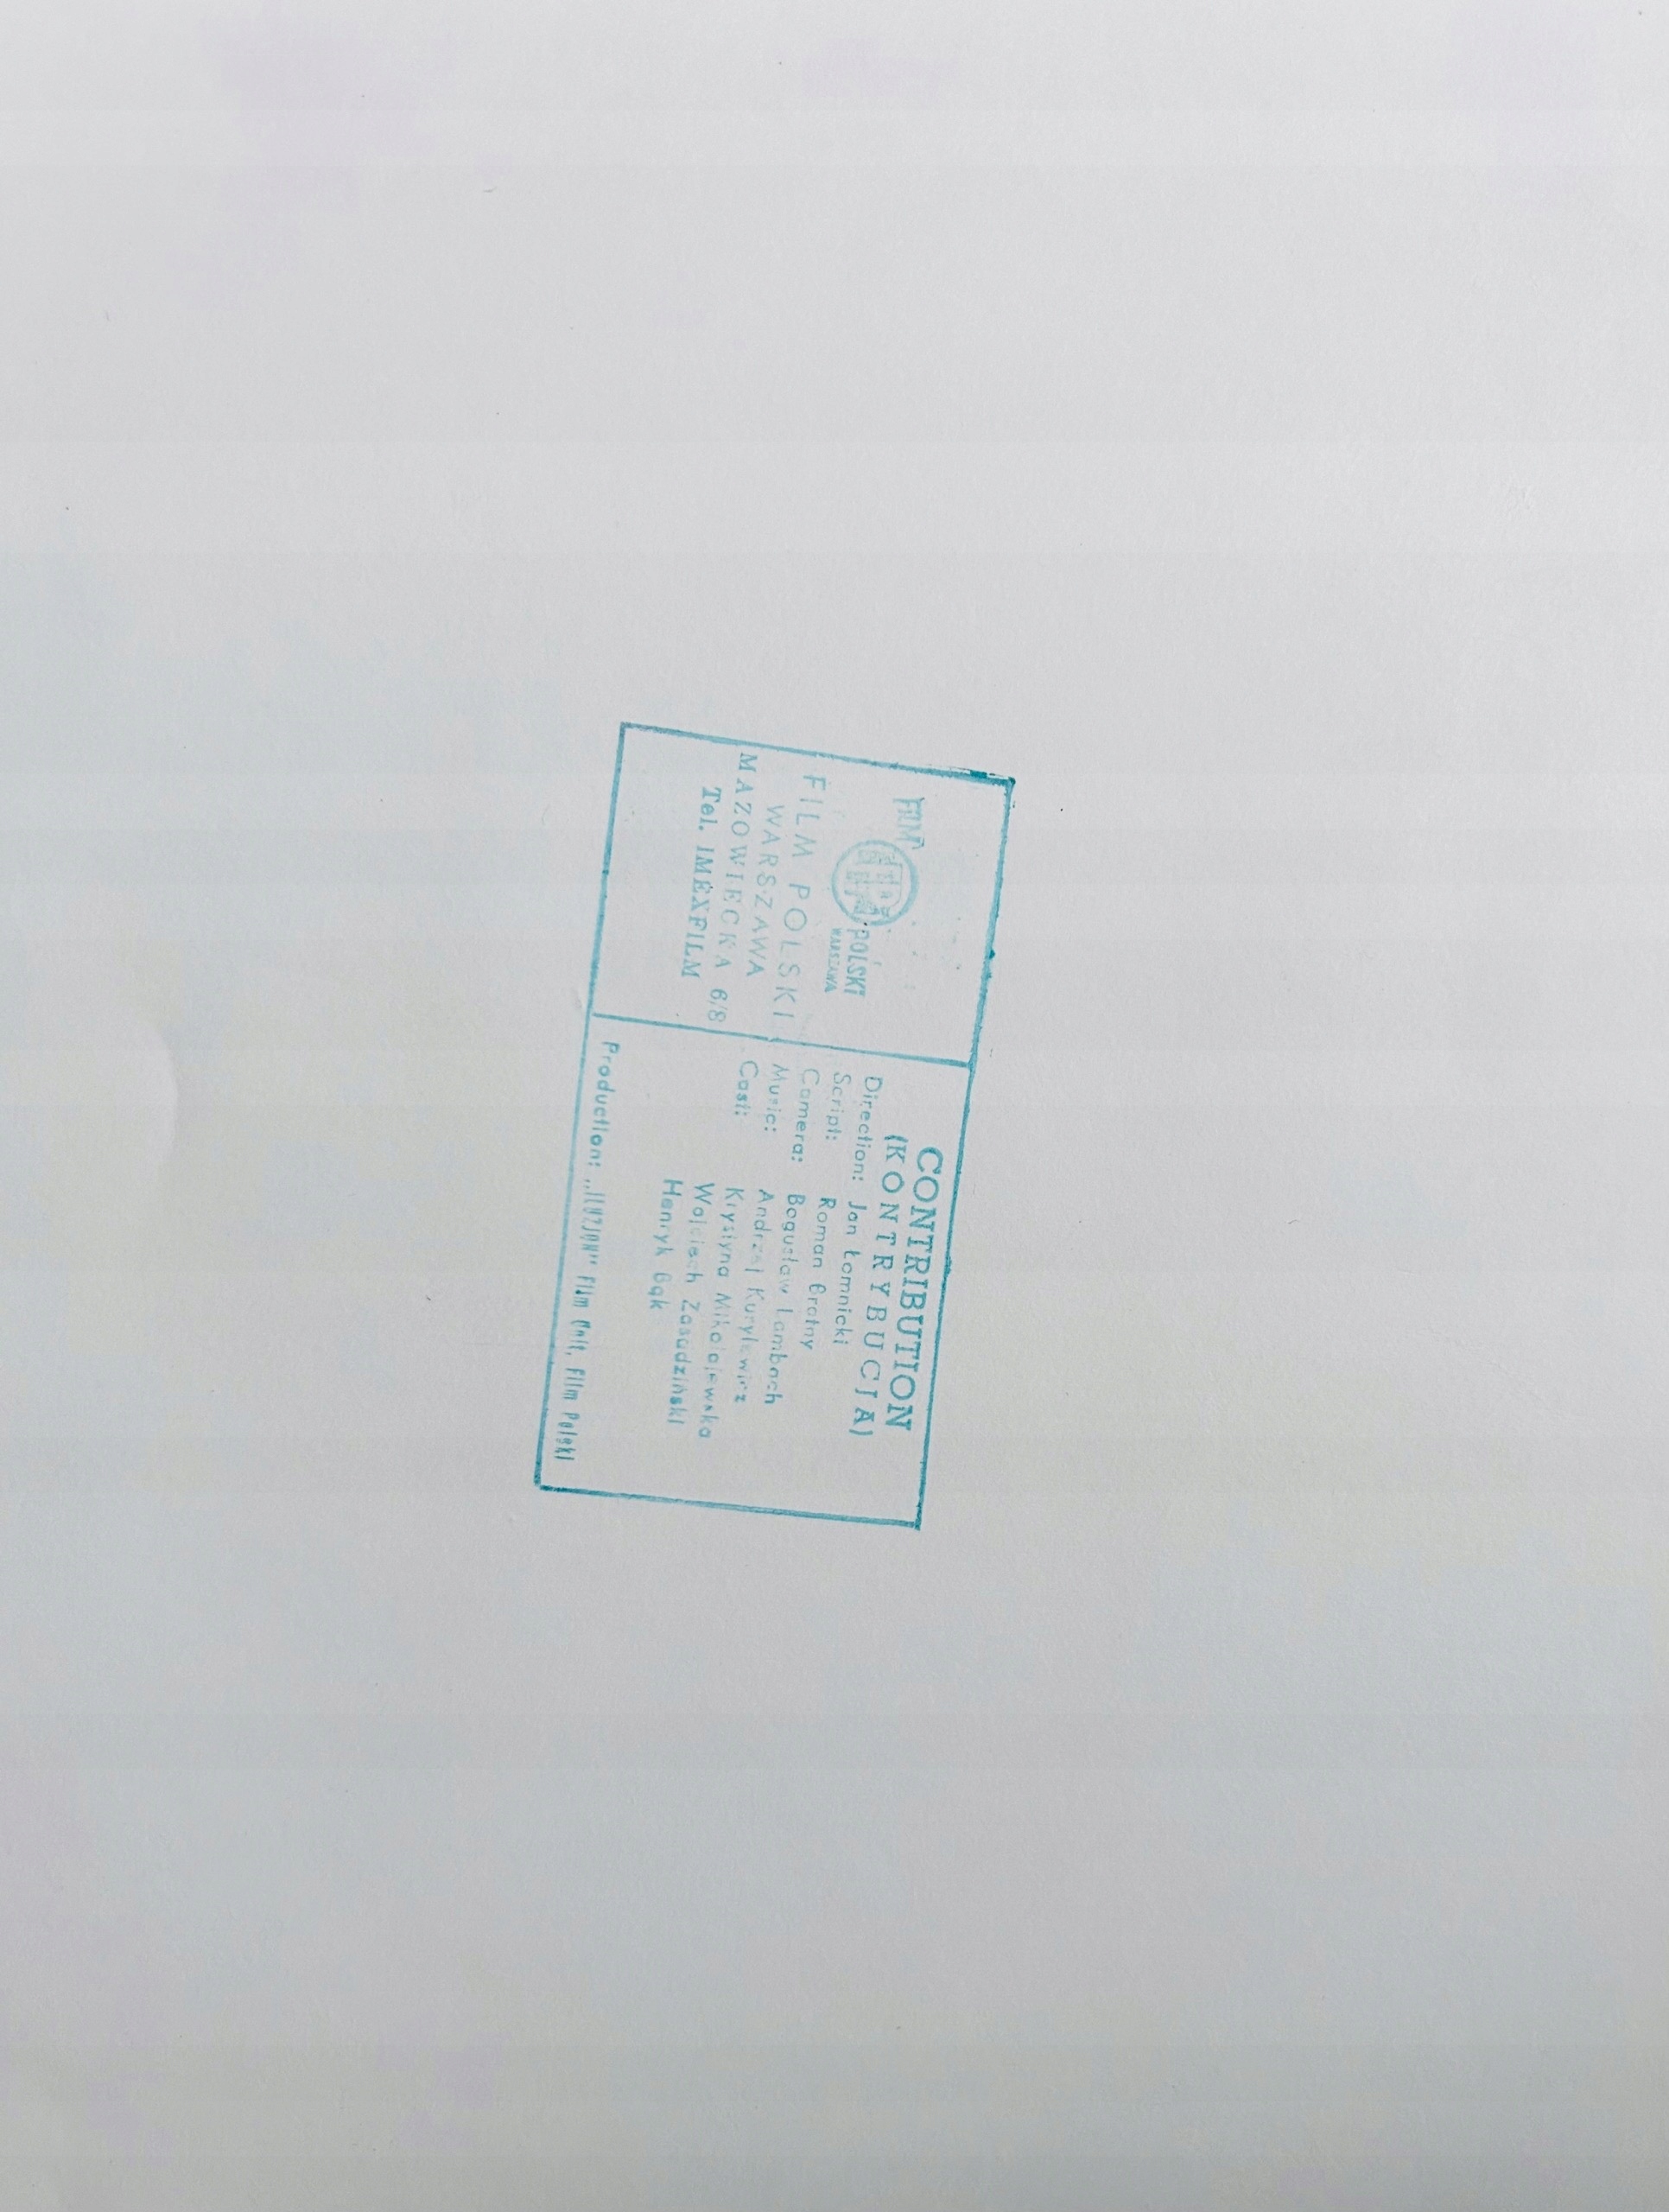 FILM
POLSKI
WARSZAWA
FILM POLSKI
WARSZAWA
MAZOWIECKA 6/8
Tel. IMEXFILM
CONTRIBUTION
(KONTRYBUCJA)
Direction: Jan Łomnicki
Script: Roman Bratny
Camera: Bogusław Lambach
Music: Andrzej Kurylewicz
Cast: Krystyna Mikołajewska
Wojciech Zasadziński
Henryk Bąk
Production: „ILUZJON" Film Unit, Film Polski